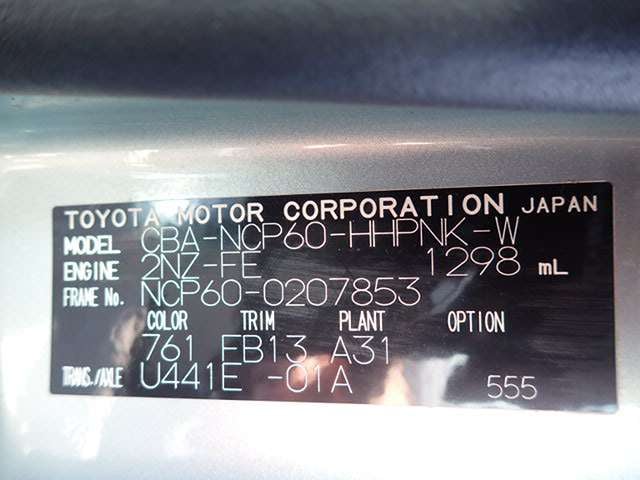 TOYOTA MOTOR CORPORATION JAPAN
MODEL CBA-NCP60-HHPNK-W
ENGINE 2NZ-FE 1298 mL
FRAME No. NCP60-0207853
COLOR TRIM PLANT OPTION
761 FB13 A31
TRANS./AXLE U441E -01A 555